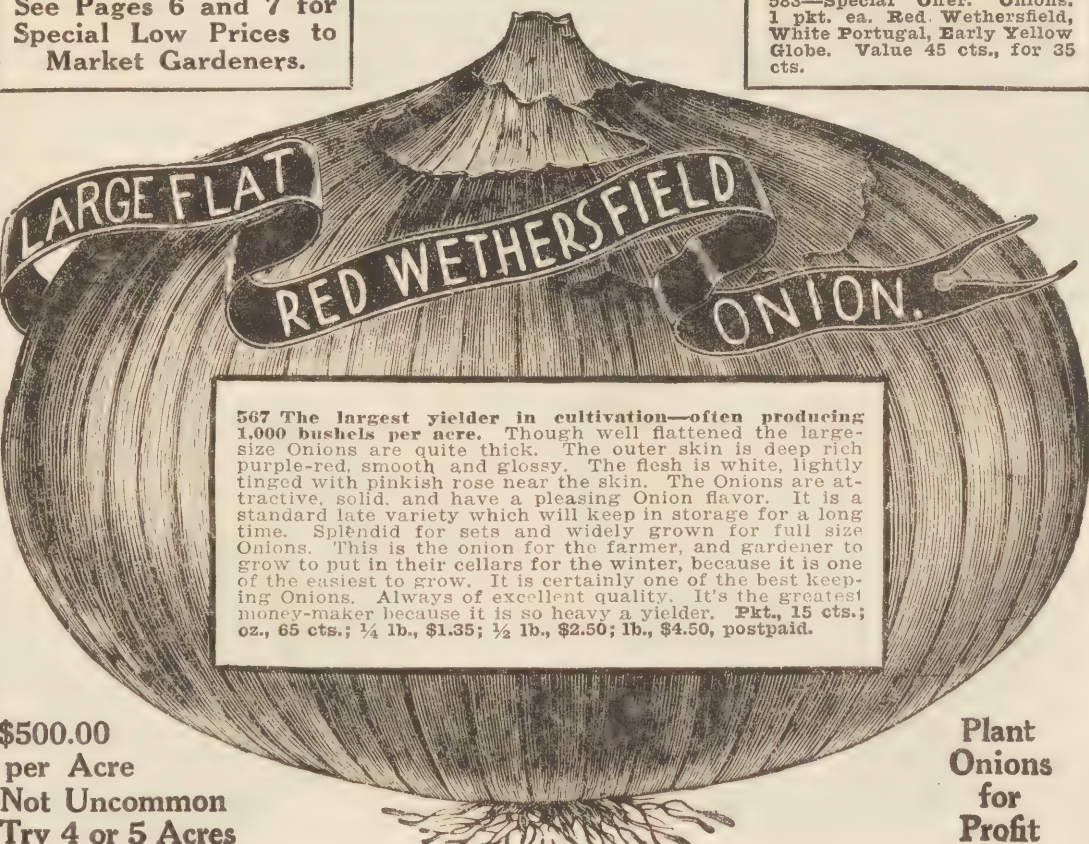 See Pages 6 and 7 for
Special Low Prices to
Market Gardeners.
583—Special Offer. Onions.
1 pkt. ea. Red Wethersfield,
White Portugal, Early Yellow
Globe. Value 45 cts., for 35
cts.
LARGE FLAT
RED WETHERSFIELD
ONION.
567 The largest yielder in cultivation—often producing
1.000 bushels per acre. Though well flattened the large-
size Onions are quite thick. The outer skin is deep rich
purple-red, smooth and glossy. The flesh is white, lightly
tinged with pinkish rose near the skin. The Onions are at-
tractive, solid. and have a pleasing Onion flavor. It is a
standard late variety which will keep in storage for a long
time. Splendid for sets and widely grown for full size
Onions. This is the onion for the farmer, and gardener to
grow to put in their cellars for the winter, because it is one
of the easiest to grow. It is certainly one of the best keep-
ing Onions. Always of excellent quality. It's the greatest
money-maker because it is so heavy a yielder. Pkt., 15 cts.;
oz., 65 cts.; ¼ lb., $1.35; ½ lb., $2.50; lb., $4.50, postpaid.
$500.00
per Acre
Not Uncommon
Try 4 or 5 Acres
Plant
Onions
for
Profit